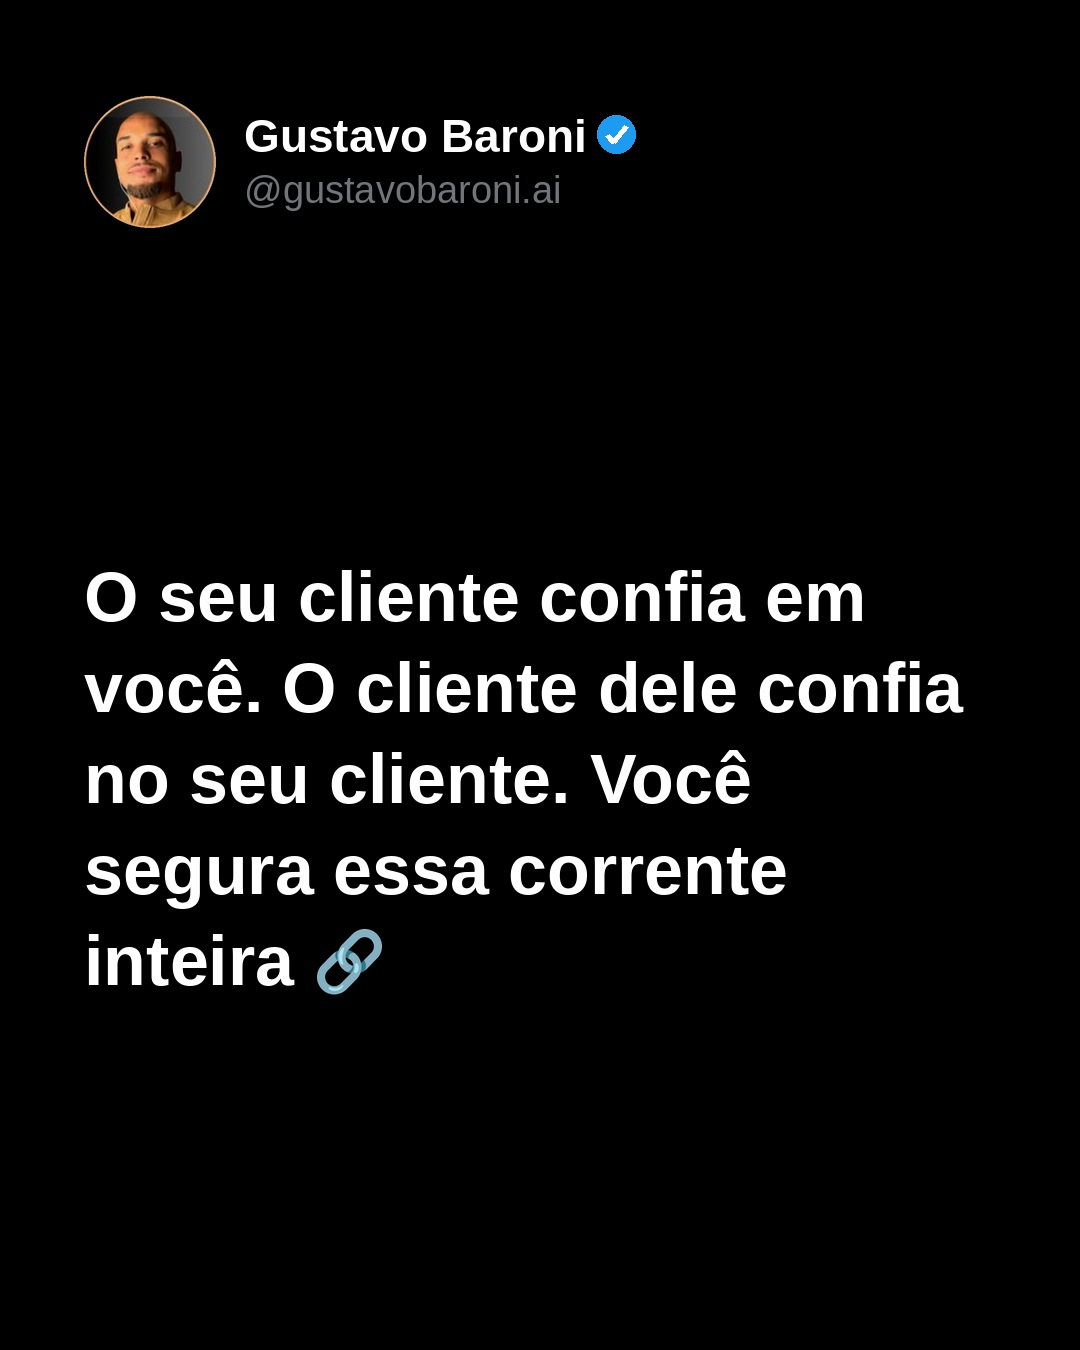 Gustavo Baroni
@gustavobaroni.ai
O seu cliente confia em
você. O cliente dele confia
no seu cliente. Você
segura essa corrente
inteira 🔗